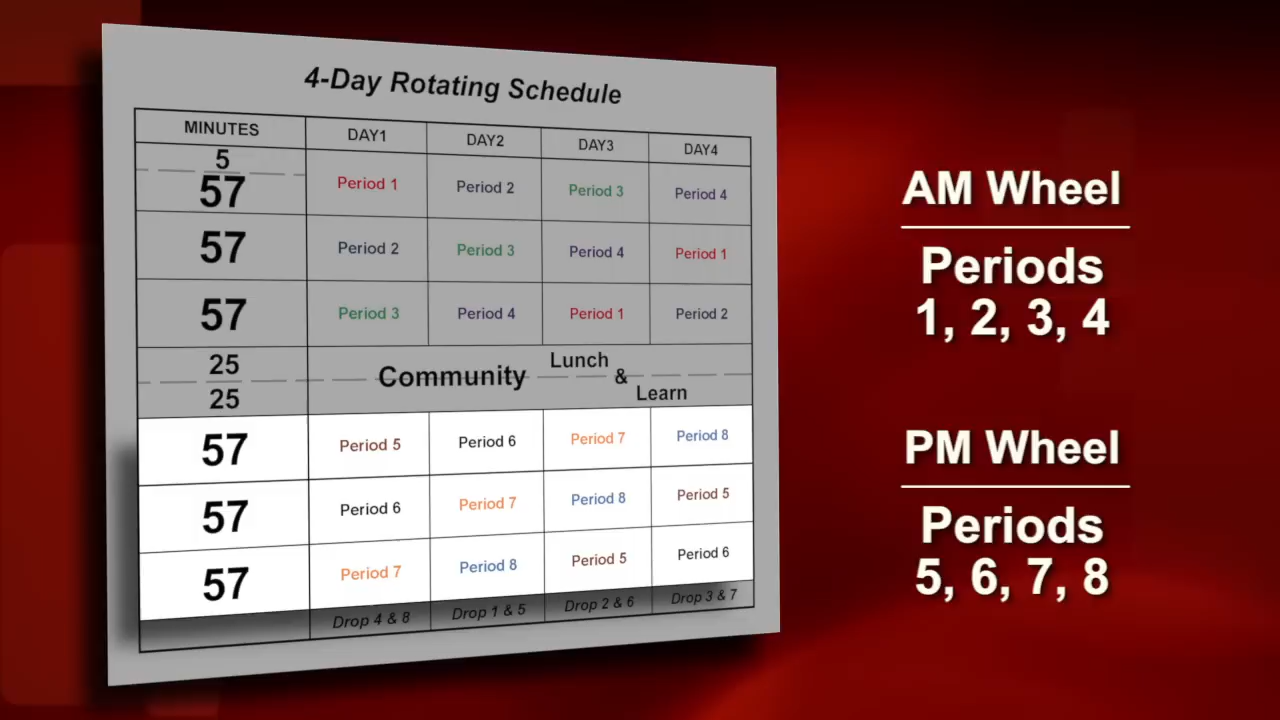 4-Day Rotating Schedule
MINUTES DAY1 DAY2 DAY3 DAY4
5
57 Period 1 Period 2 Period 3 Period 4
57 Period 2 Period 3 Period 4 Period 1
57 Period 3 Period 4 Period 1 Period 2
25 Community Lunch
&
25 Learn
57 Period 5 Period 6 Period 7 Period 8
57 Period 6 Period 7 Period 8 Period 5
57 Period 7 Period 8 Period 5 Period 6
Drop 4 & 8 Drop 1 & 5 Drop 2 & 6 Drop 3 & 7
AM Wheel
Periods
1, 2, 3, 4
PM Wheel
Periods
5, 6, 7, 8